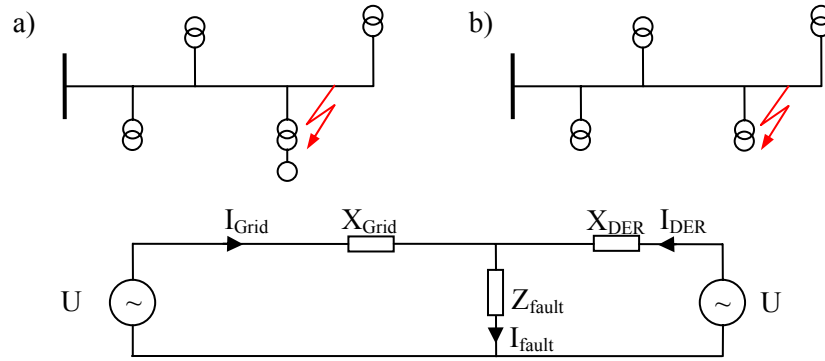 a)
b)
I_Grid
X_Grid
X_DER
I_DER
U
~
Z_fault
~
U
I_fault